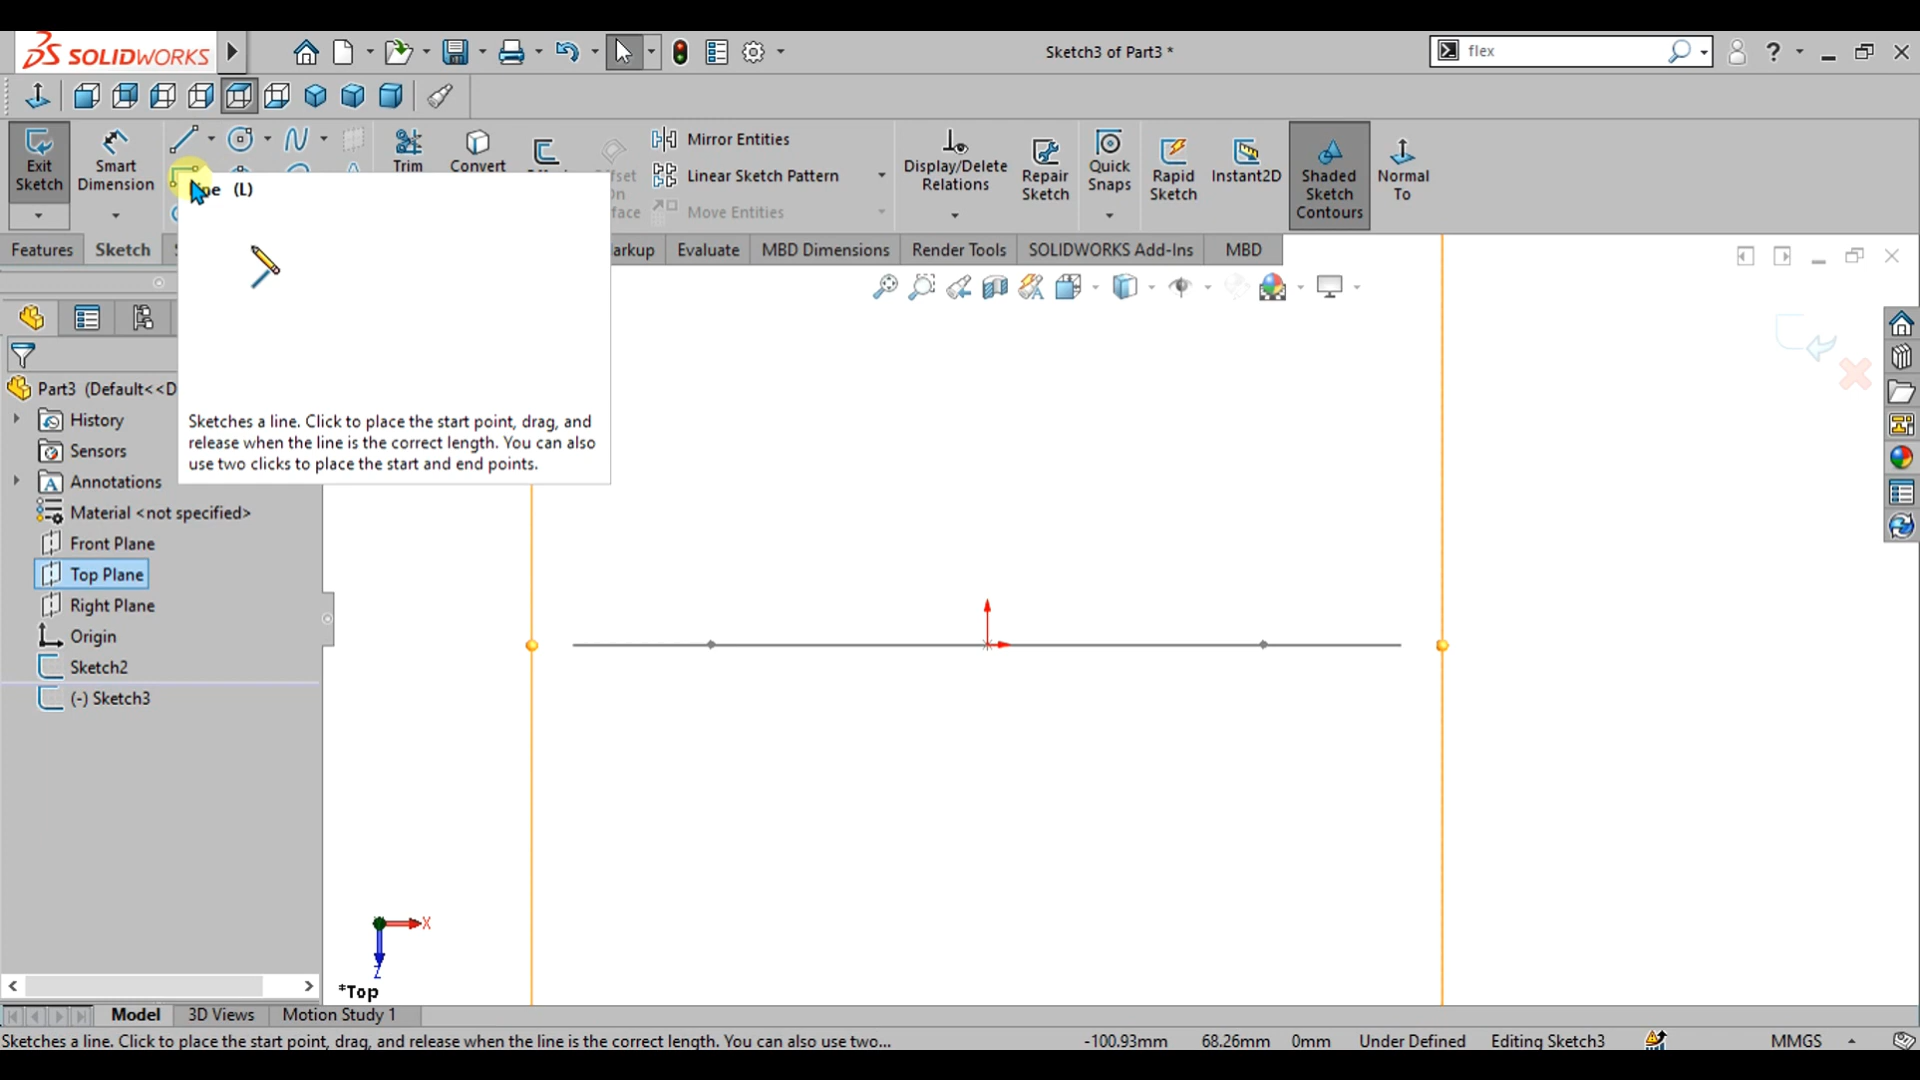 SOLIDWORKS
Sketch3 of Part3 *
flex
Exit
Sketch
Smart
Dimension
Trim
Convert
Mirror Entities
Linear Sketch Pattern
Move Entities
Display/Delete
Relations
Repair
Sketch
Quick
Snaps
Rapid
Sketch
Instant2D
Shaded
Sketch
Contours
Normal
To
(L)
Features
Sketch
Evaluate
MBD Dimensions
Render Tools
SOLIDWORKS Add-Ins
MBD
Sketches a line. Click to place the start point, drag, and
release when the line is the correct length. You can also
use two clicks to place the start and end points.
Part3 (Default<<D
History
Sensors
Annotations
Material <not specified>
Front Plane
Top Plane
Right Plane
Origin
Sketch2
(-) Sketch3
X
Z
*Top
Model
3D Views
Motion Study 1
Sketches a line. Click to place the start point, drag, and release when the line is the correct length. You can also use two...
-100.93mm
68.26mm
0mm
Under Defined
Editing Sketch3
MMGS